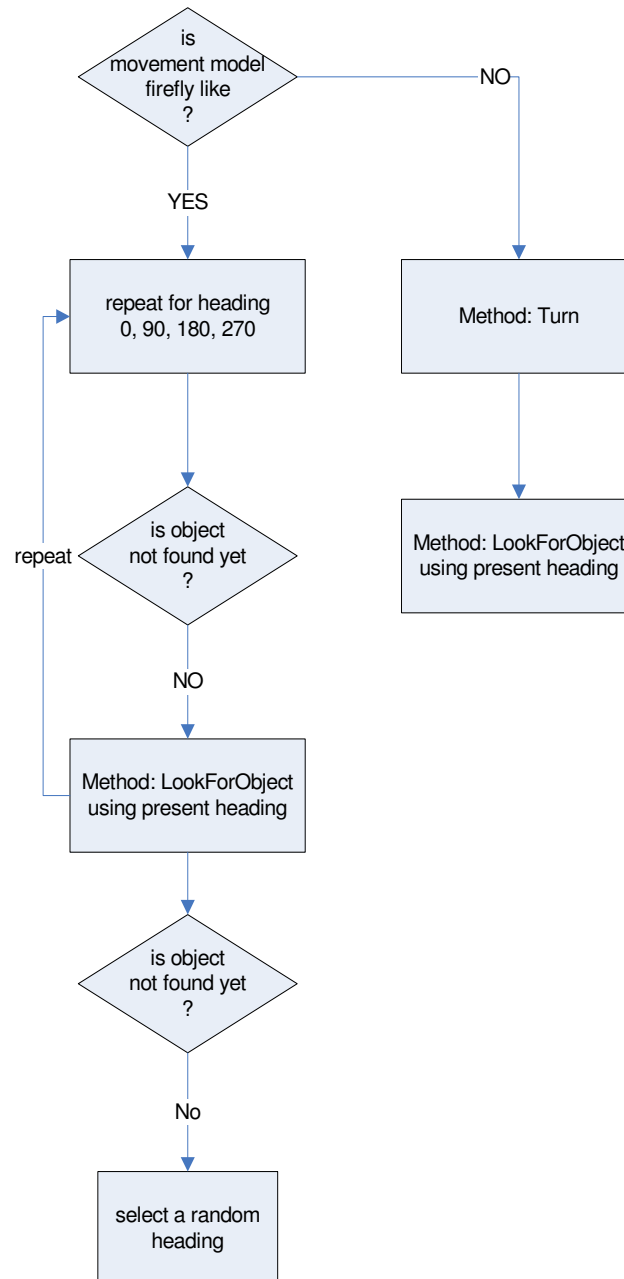 is
movement model
firefly like
?
NO
YES
repeat for heading
0, 90, 180, 270
Method: Turn
is object
not found yet
?
repeat
Method: LookForObject
using present heading
NO
Method: LookForObject
using present heading
is object
not found yet
?
No
select a random
heading